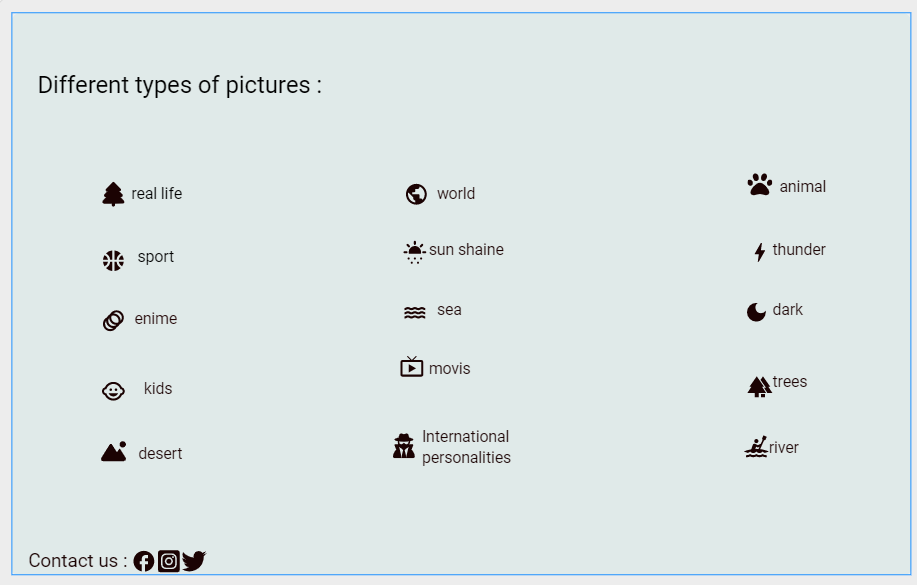 Different types of pictures :
real life
world
animal
sport
sun shaine
thunder
enime
sea
dark
kids
movis
trees
desert
International
personalities
river
Contact us :